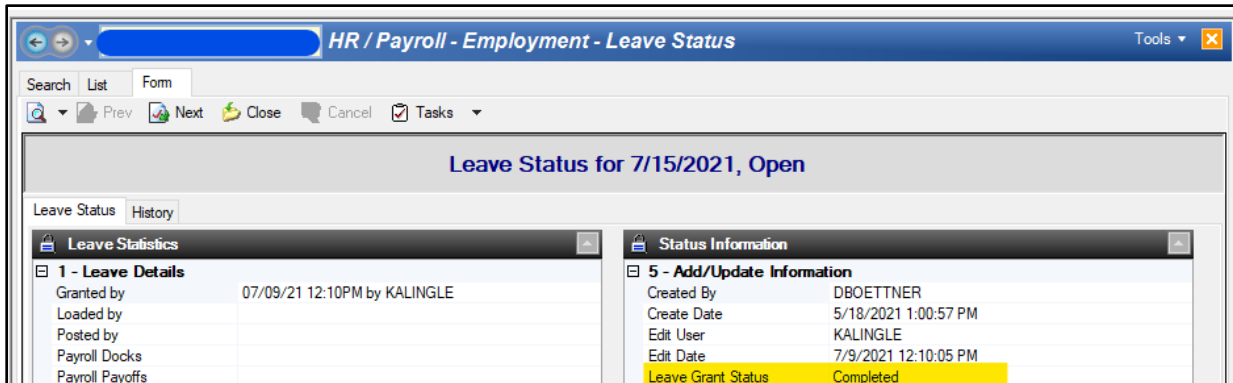 HR / Payroll - Employment - Leave Status
Tools
Search List Form
Prev Next Close Cancel Tasks
Leave Status for 7/15/2021, Open
Leave Status History
Leave Statistics
1 - Leave Details
Granted by 07/09/21 12:10PM by KALINGLE
Loaded by
Posted by
Payroll Docks
Payroll Payoffs
Status Information
5 - Add/Update Information
Created By DBOETTNER
Create Date 5/18/2021 1:00:57 PM
Edit User KALINGLE
Edit Date 7/9/2021 12:10:05 PM
Leave Grant Status Completed